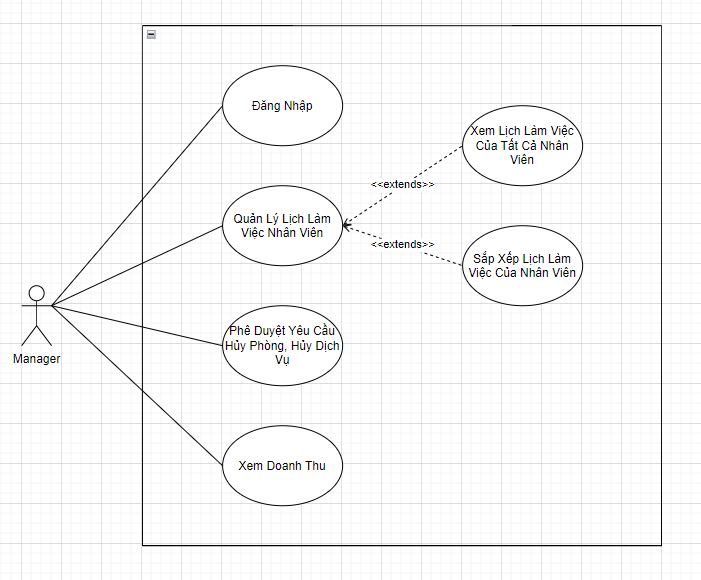 Đăng Nhập
Xem Lịch Làm Việc
Của Tất Cả Nhân
Viên
<<extends>>
Quản Lý Lịch Làm
Việc Nhân Viên
<<extends>>
Sắp Xếp Lịch Làm
Việc Của Nhân Viên
Phê Duyệt Yêu Cầu
Hủy Phòng, Hủy Dịch
Vụ
Manager
Xem Doanh Thu